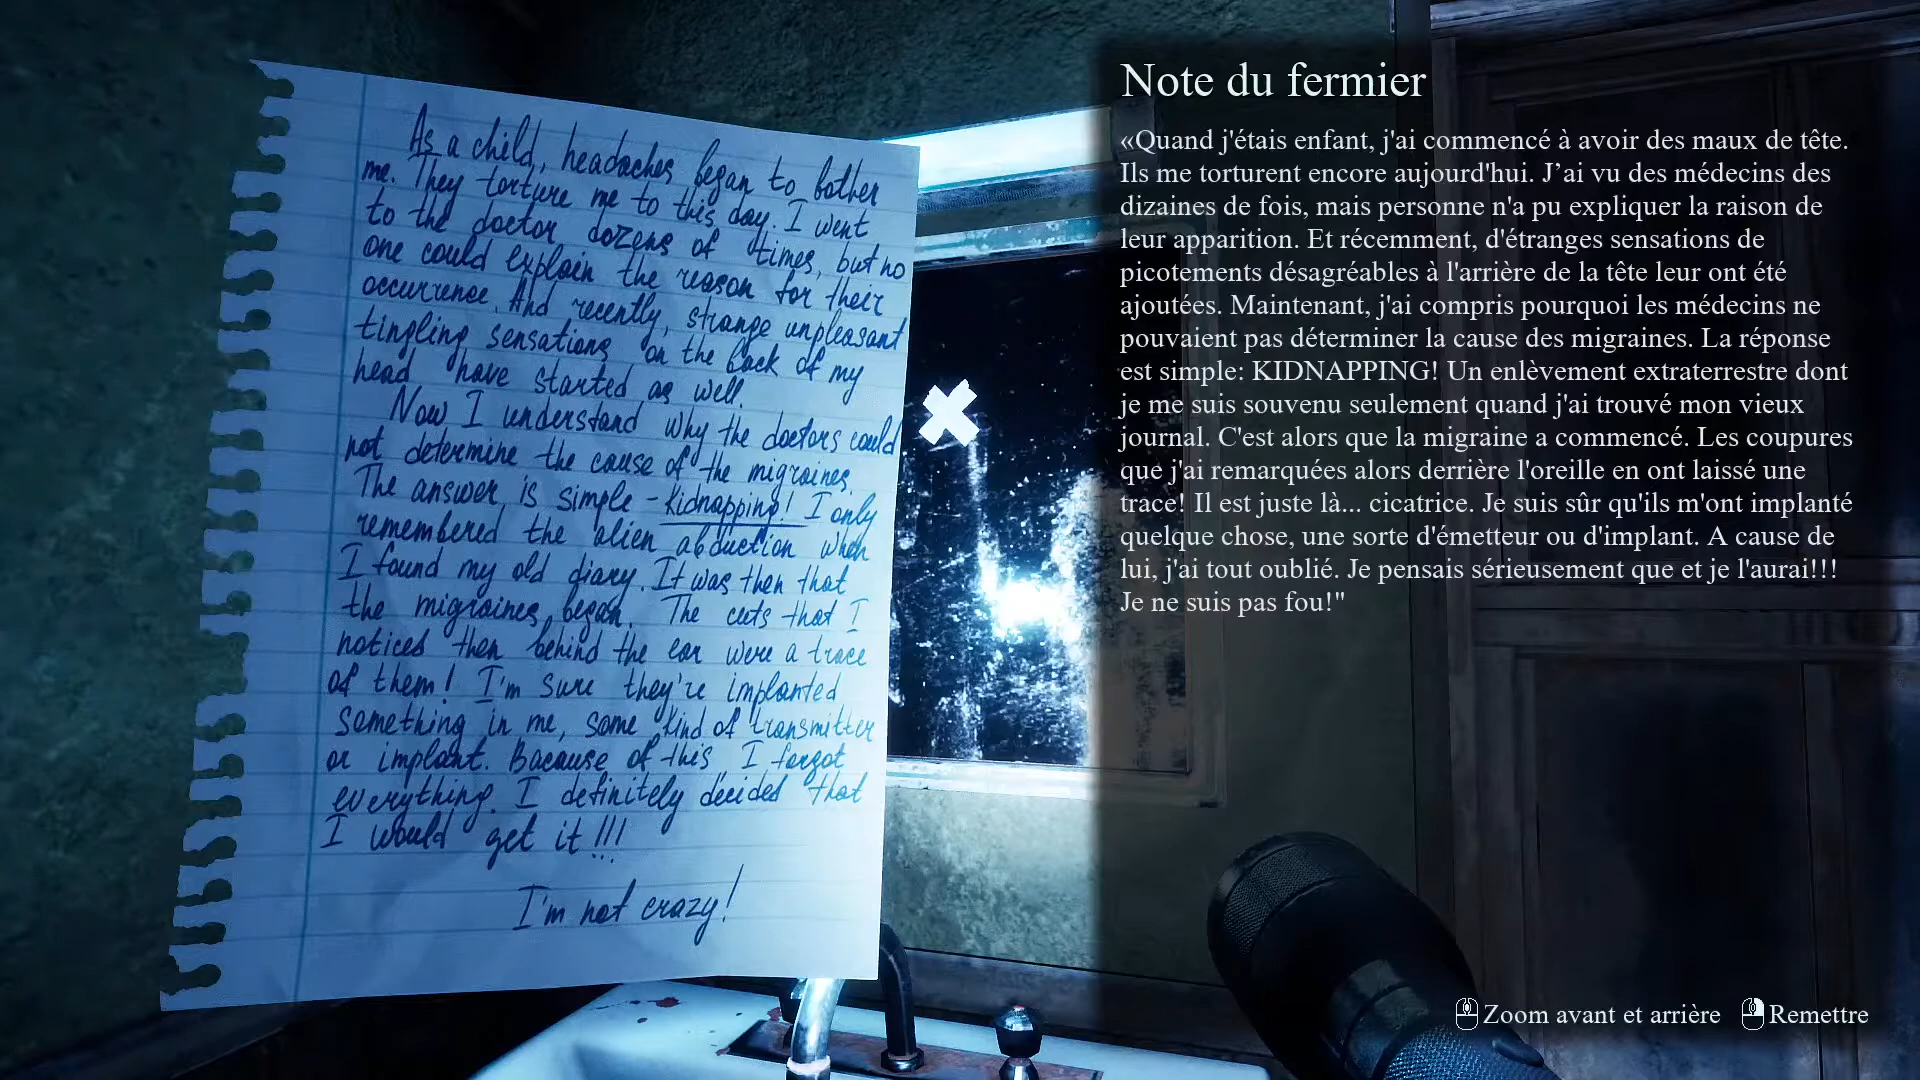 As a child, headaches began to bother
me. They torture me to this day. I went
to the doctor dozens of times, but no
one could explain the reason for their
occurrence. And recently, strange unpleasant
tingling sensations on the back of my
head have started as well.
Now I understand why the doctors could
not determine the cause of the migraines.
The answer is simple - kidnapping! I only
remembered the alien abduction when
I found my old diary. It was then that
the migraines began. The cuts that I
noticed then behind the ear were a trace
of them! I'm sure they're implanted
something in me, some kind of transmitter
or implant. Bacause of this I forgot
everything. I definitely decided that
I would get it!!!
I'm not crazy!
Note du fermier
«Quand j'étais enfant, j'ai commencé à avoir des maux de tête.
Ils me torturent encore aujourd'hui. J’ai vu des médecins des
dizaines de fois, mais personne n'a pu expliquer la raison de
leur apparition. Et récemment, d'étranges sensations de
picotements désagréables à l'arrière de la tête leur ont été
ajoutées. Maintenant, j'ai compris pourquoi les médecins ne
pouvaient pas déterminer la cause des migraines. La réponse
est simple: KIDNAPPING! Un enlèvement extraterrestre dont
je me suis souvenu seulement quand j'ai trouvé mon vieux
journal. C'est alors que la migraine a commencé. Les coupures
que j'ai remarquées alors derrière l'oreille en ont laissé une
trace! Il est juste là... cicatrice. Je suis sûr qu'ils m'ont implanté
quelque chose, une sorte d'émetteur ou d'implant. A cause de
lui, j'ai tout oublié. Je pensais sérieusement que et je l'aurai!!!
Je ne suis pas fou!"
Zoom avant et arrière Remettre